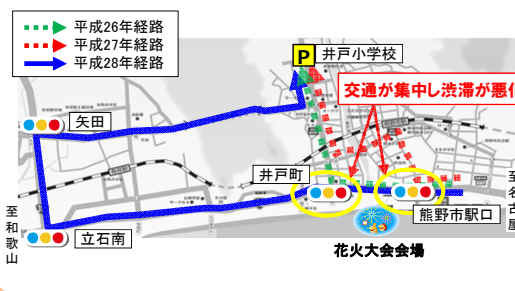 平成26年経路
平成27年経路
平成28年経路
P
井戸小学校
交通が集中し渋滞が悪
矢田
井戸町
至名古屋
熊野市駅口
至和歌山
立石南
花火大会会場